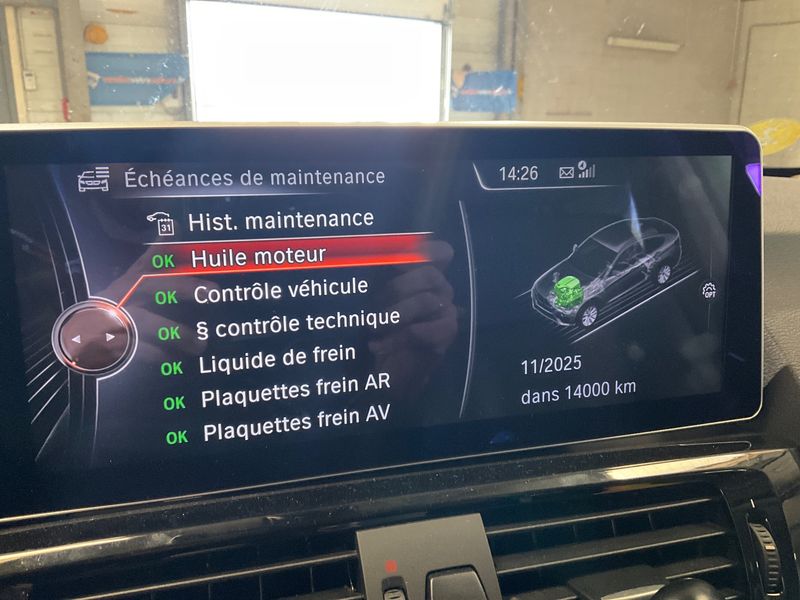 Échéances de maintenance
14:26
31
Hist. maintenance
OK Huile moteur
OK Contrôle véhicule
OK § contrôle technique
OK Liquide de frein
OK Plaquettes frein AR
OK Plaquettes frein AV
OPT
11/2025
dans 14000 km